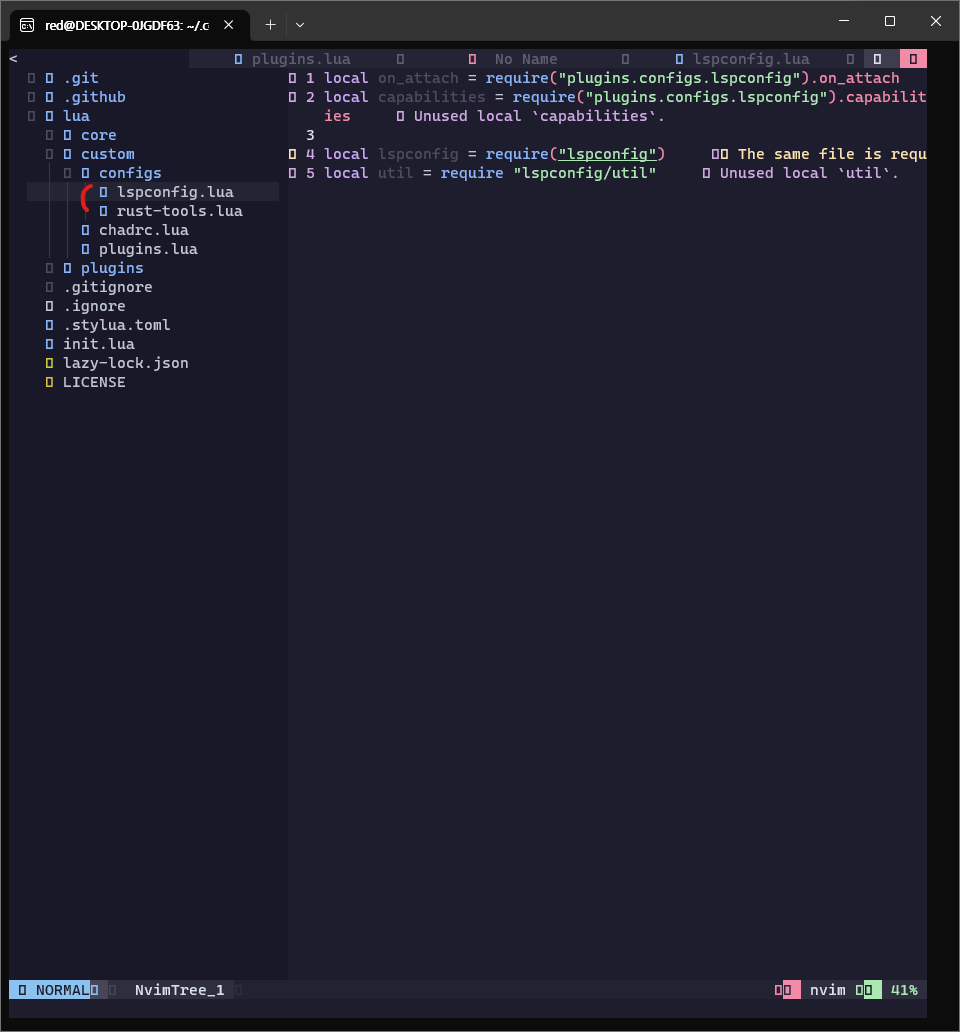 red@DESKTOP-0JGDF63: ~/.c
< plugins.lua No Name lspconfig.lua
.git
.github
lua
core
custom
configs
lspconfig.lua
rust-tools.lua
chadrc.lua
plugins.lua
plugins
.gitignore
.ignore
.stylua.toml
init.lua
lazy-lock.json
LICENSE
1 local on_attach = require("plugins.configs.lspconfig").on_attach
2 local capabilities = require("plugins.configs.lspconfig").capabilit
ies Unused local `capabilities`.
3
4 local lspconfig = require("lspconfig") The same file is requ
5 local util = require "lspconfig/util" Unused local `util`.
NORMAL NvimTree_1 nvim 41%